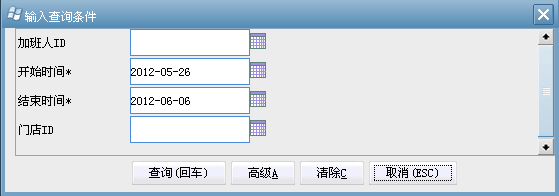 输入查询条件
加班人ID
开始时间* 2012-05-26
结束时间* 2012-06-06
门店ID
查询(回车) 高级A 清除C 取消(ESC)